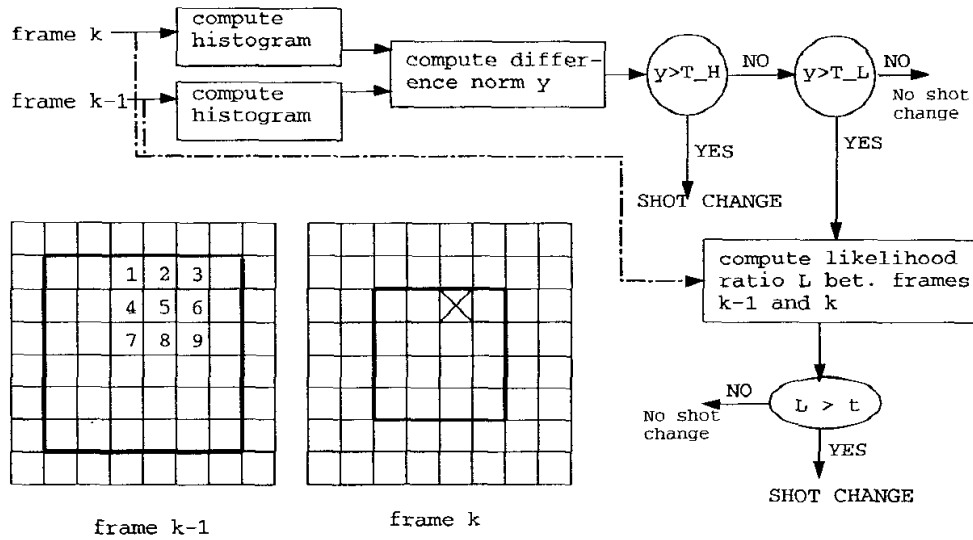 frame k
compute
histogram
frame k-1
compute
histogram
compute differ-
ence norm y
y>T_H
NO
y>T_L
NO
No shot
change
YES
SHOT CHANGE
YES
compute likelihood
ratio L bet. frames
k-1 and k
L > t
NO
No shot
change
YES
SHOT CHANGE
1 2 3
4 5 6
7 8 9
frame k-1
frame k